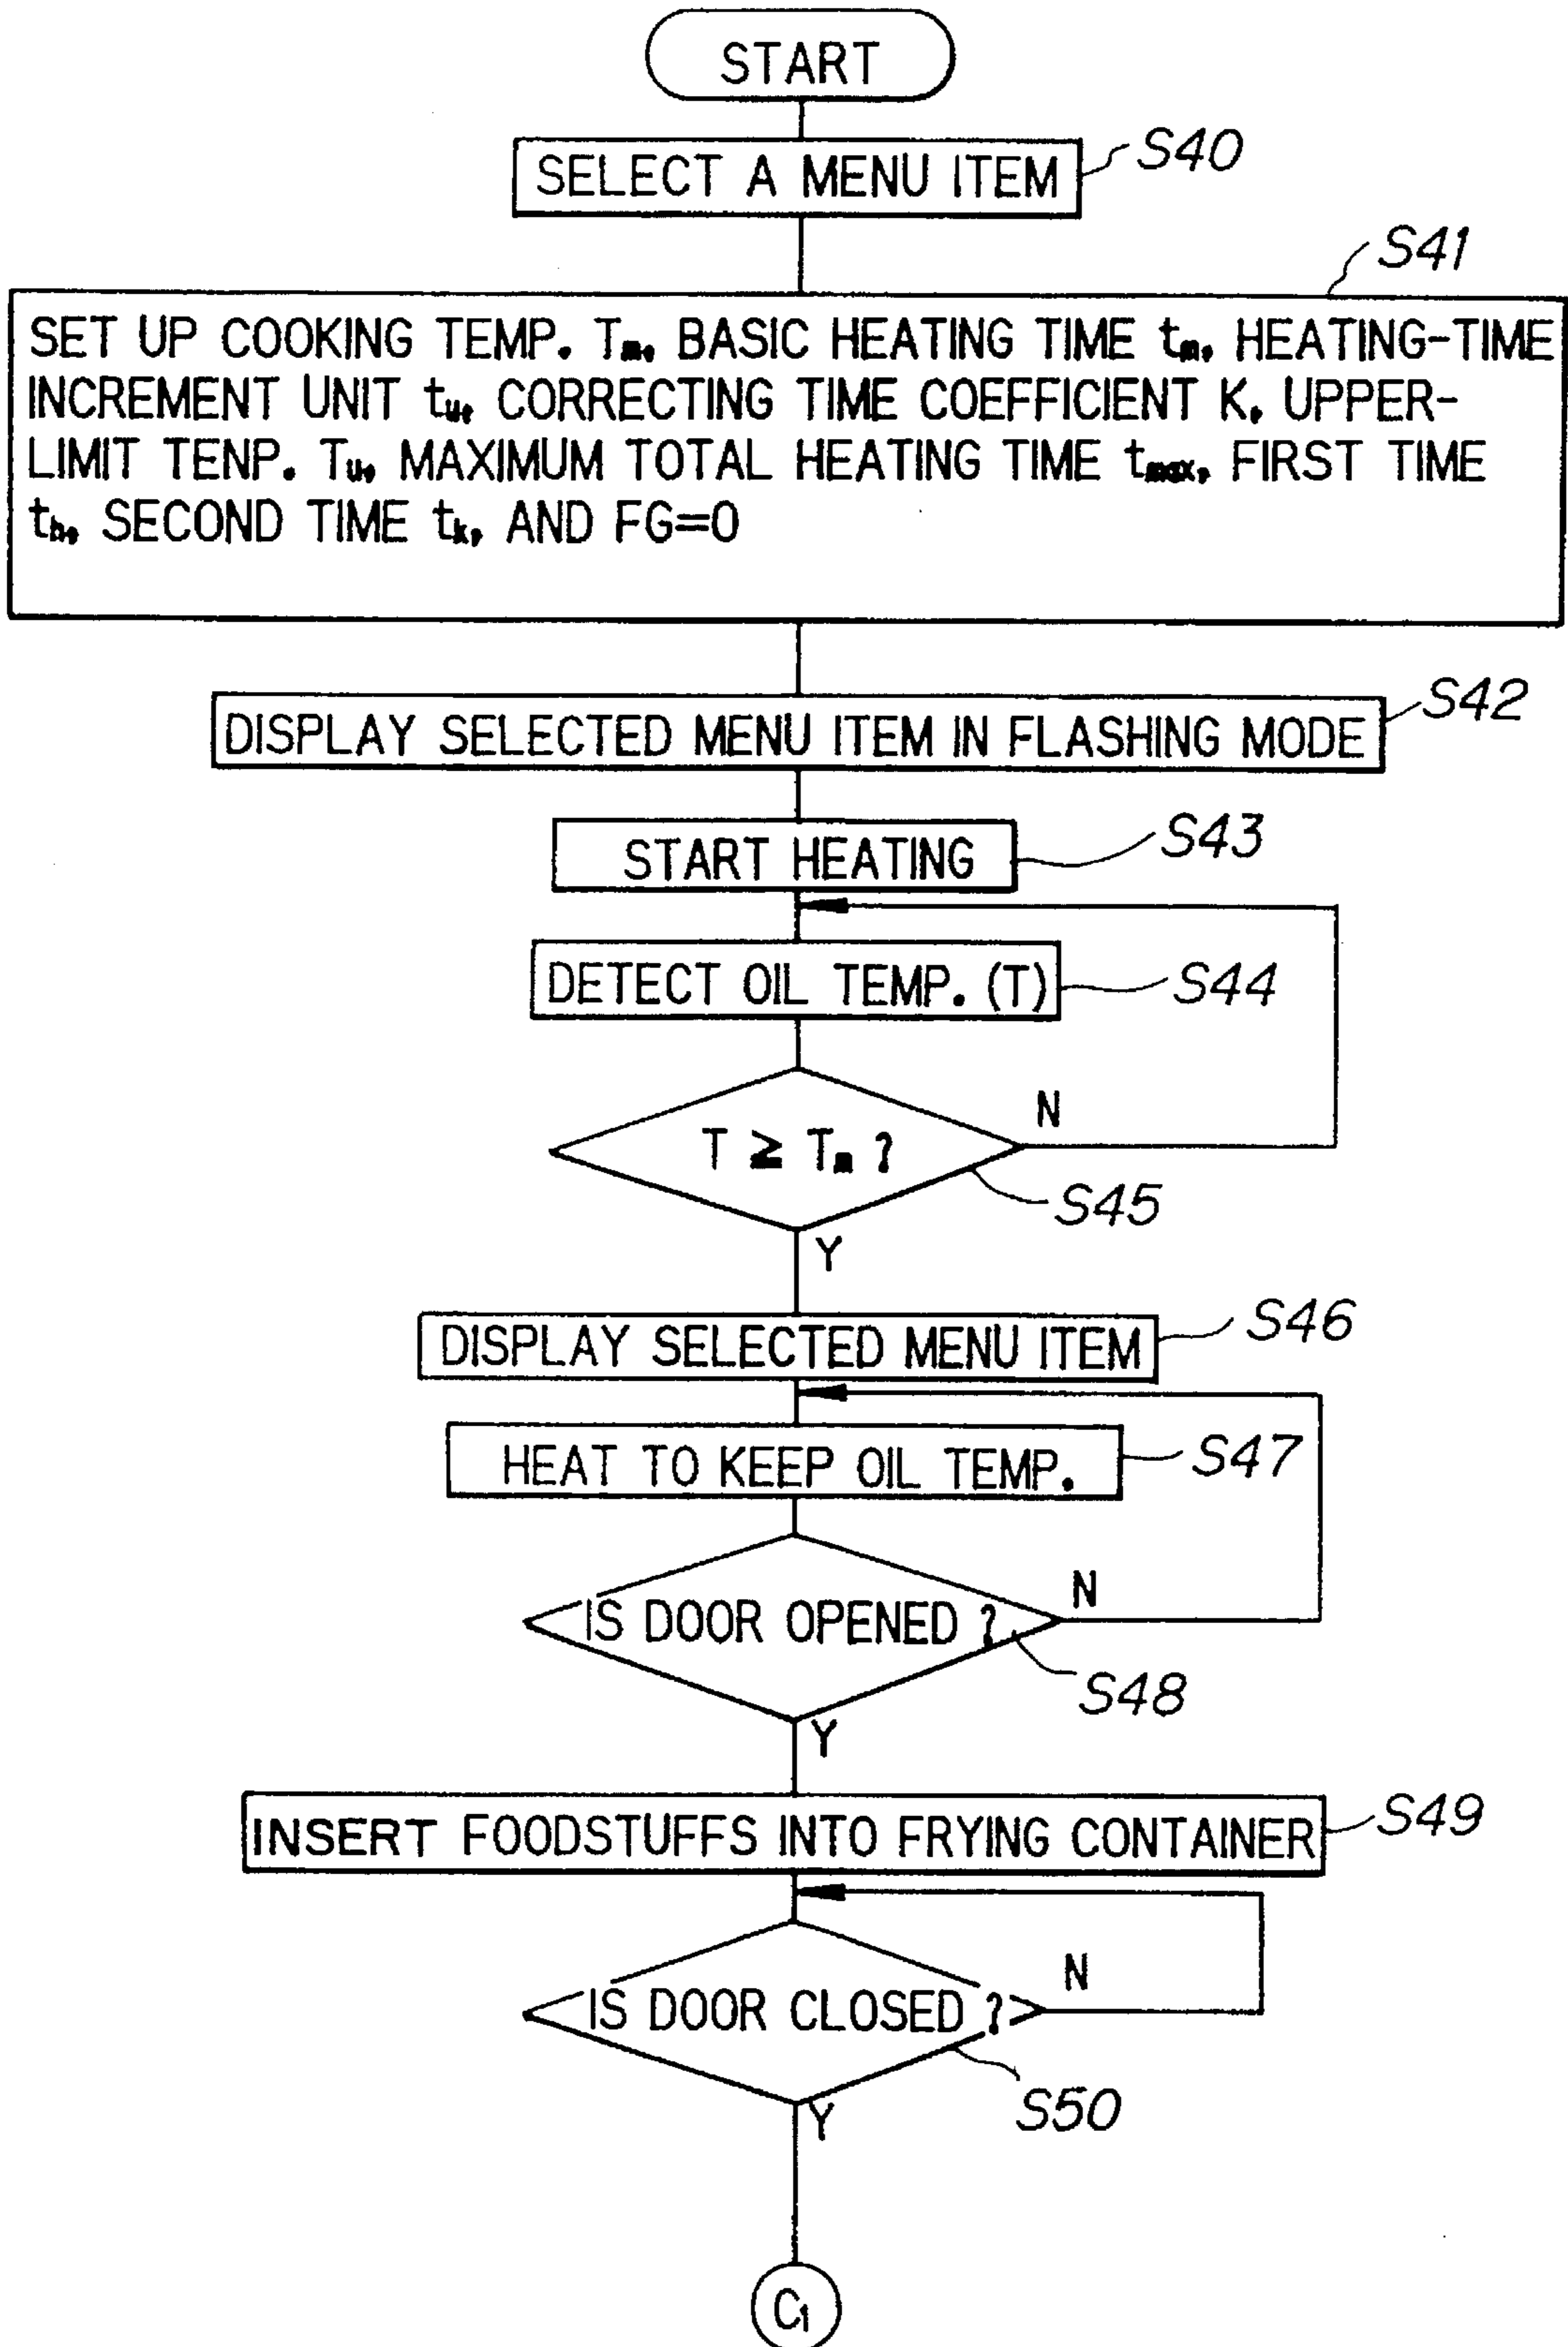 START
SELECT A MENU ITEM
S40
S41
SET UP COOKING TEMP. Tm, BASIC HEATING TIME tm, HEATING-TIME
INCREMENT UNIT tu, CORRECTING TIME COEFFICIENT K, UPPER-
LIMIT TENP. Tu, MAXIMUM TOTAL HEATING TIME tmax, FIRST TIME
th, SECOND TIME tk, AND FG=0
DISPLAY SELECTED MENU ITEM IN FLASHING MODE
S42
START HEATING
S43
DETECT OIL TEMP. (T)
S44
T ≧ Tm ?
N
S45
Y
DISPLAY SELECTED MENU ITEM
S46
HEAT TO KEEP OIL TEMP.
S47
IS DOOR OPENED ?
N
S48
Y
INSERT FOODSTUFFS INTO FRYING CONTAINER
S49
IS DOOR CLOSED ?
N
S50
Y
C1